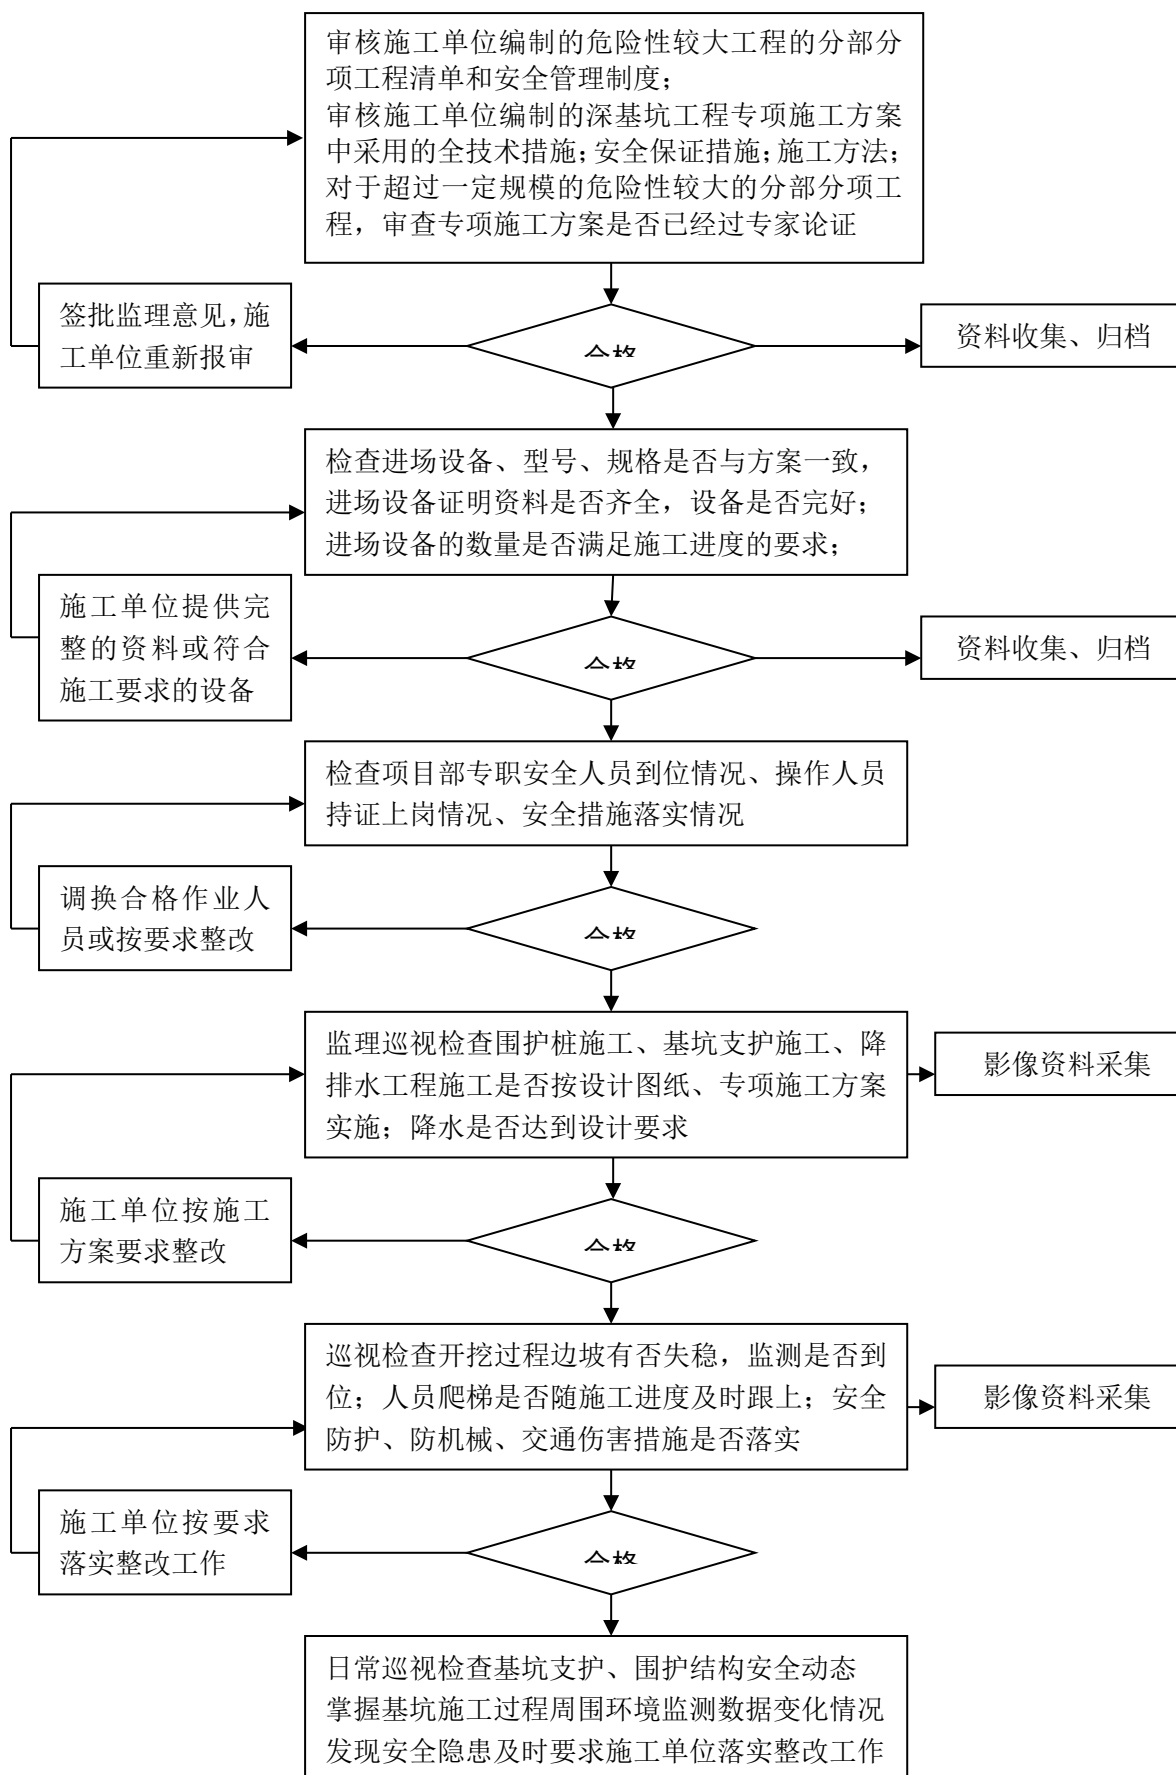 审核施工单位编制的危险性较大工程的分部分
项工程清单和安全管理制度；
审核施工单位编制的深基坑工程专项施工方案
中采用的全技术措施；安全保证措施；施工方法；
对于超过一定规模的危险性较大的分部分项工
程，审查专项施工方案是否已经过专家论证
签批监理意见，施
工单位重新报审
合格
资料收集、归档
检查进场设备、型号、规格是否与方案一致，
进场设备证明资料是否齐全，设备是否完好；
进场设备的数量是否满足施工进度的要求；
施工单位提供完
整的资料或符合
施工要求的设备
合格
资料收集、归档
检查项目部专职安全人员到位情况、操作人员
持证上岗情况、安全措施落实情况
调换合格作业人
员或按要求整改
合格
监理巡视检查围护桩施工、基坑支护施工、降
排水工程施工是否按设计图纸、专项施工方案
实施；降水是否达到设计要求
影像资料采集
施工单位按施工
方案要求整改
合格
巡视检查开挖过程边坡有否失稳，监测是否到
位；人员爬梯是否随施工进度及时跟上；安全
防护、防机械、交通伤害措施是否落实
影像资料采集
施工单位按要求
落实整改工作
合格
日常巡视检查基坑支护、围护结构安全动态
掌握基坑施工过程周围环境监测数据变化情况
发现安全隐患及时要求施工单位落实整改工作